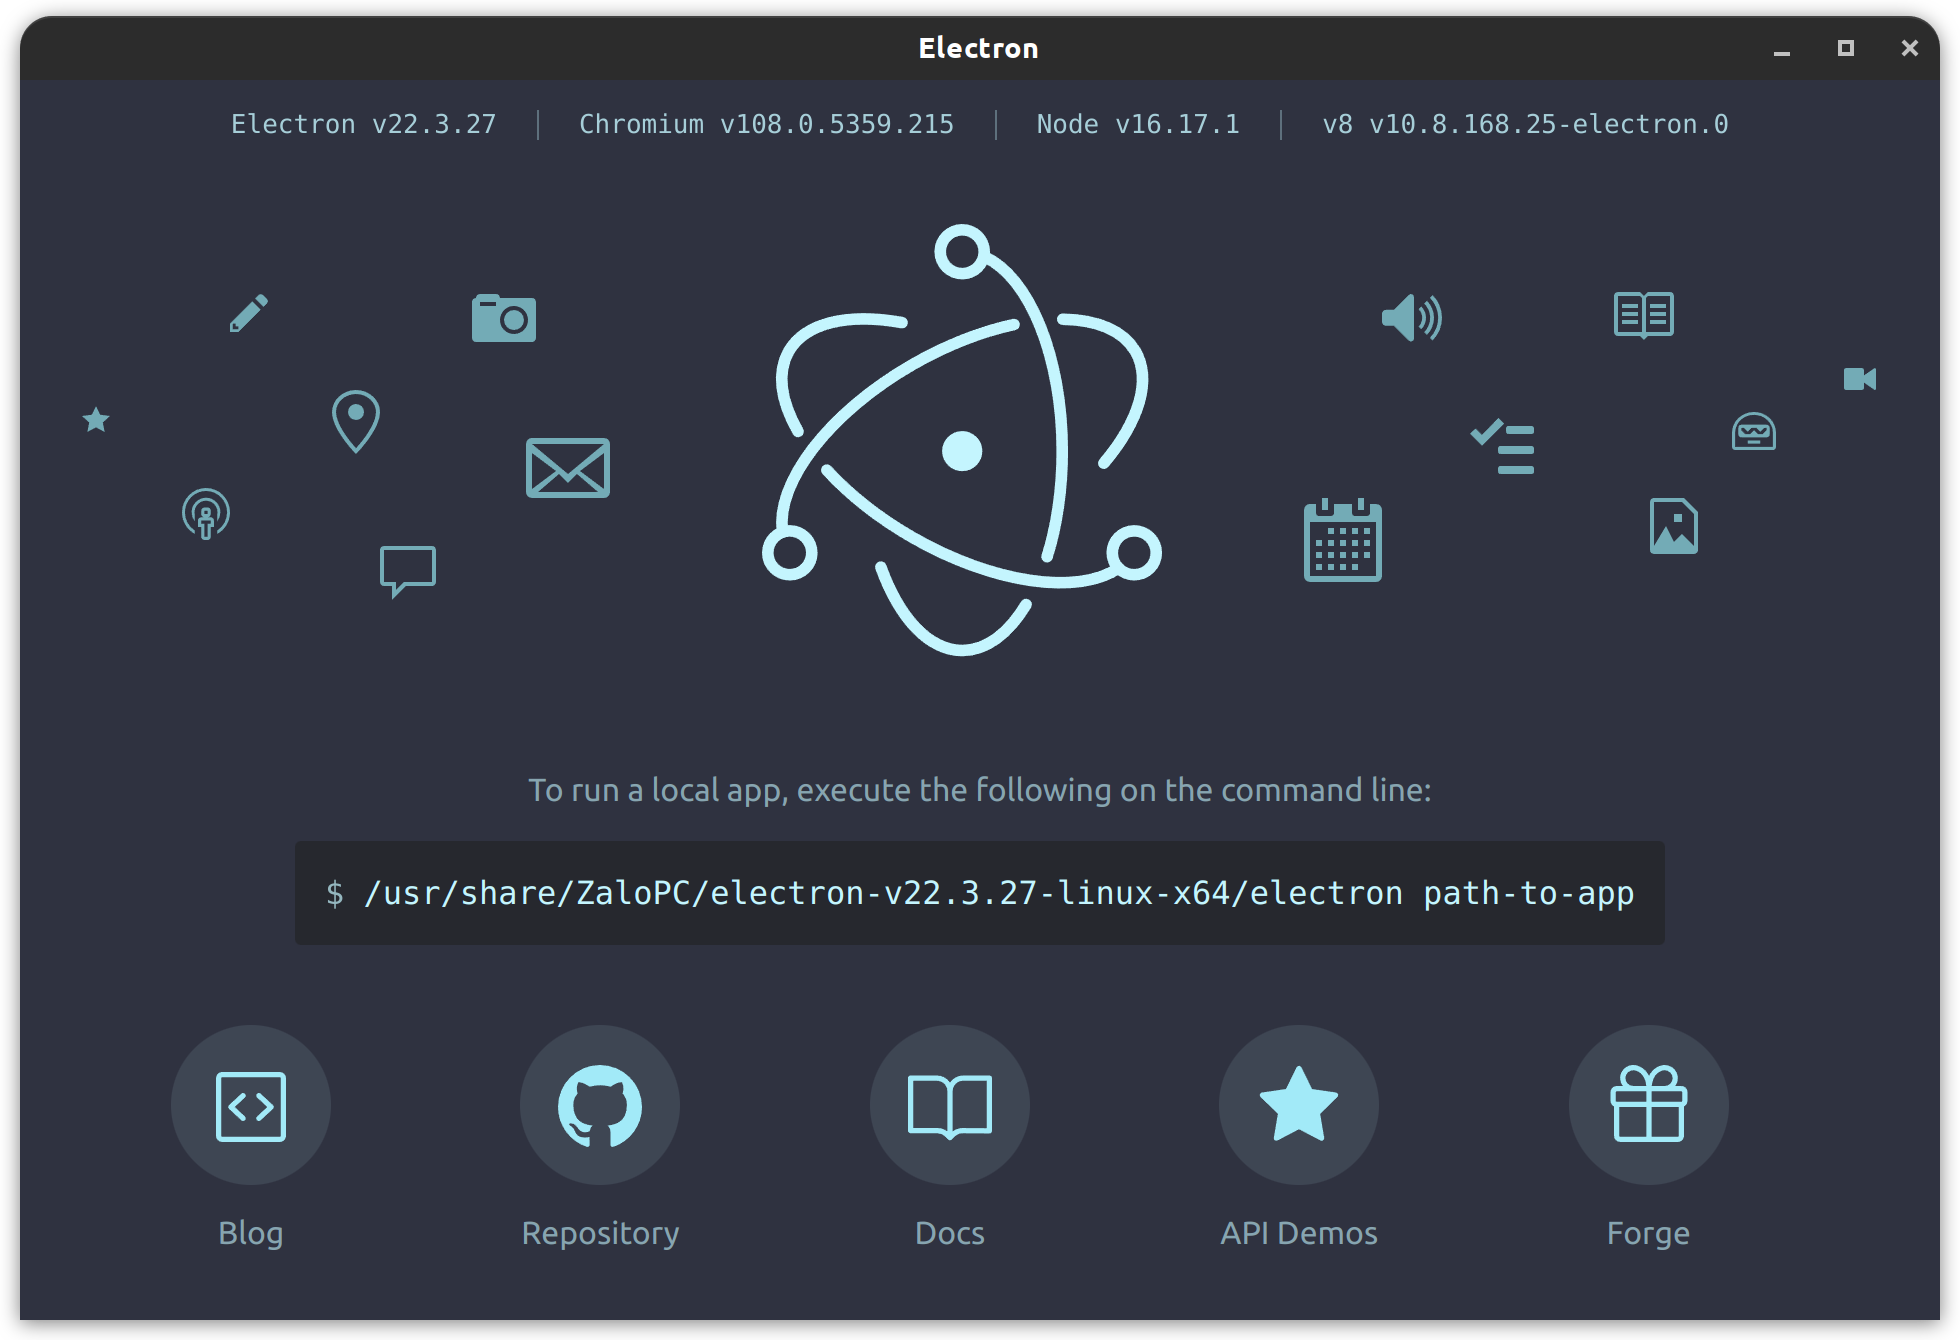 Electron
Electron v22.3.27 | Chromium v108.0.5359.215 | Node v16.17.1 | v8 v10.8.168.25-electron.0
To run a local app, execute the following on the command line:
$ /usr/share/ZaloPC/electron-v22.3.27-linux-x64/electron path-to-app
Blog Repository Docs API Demos Forge